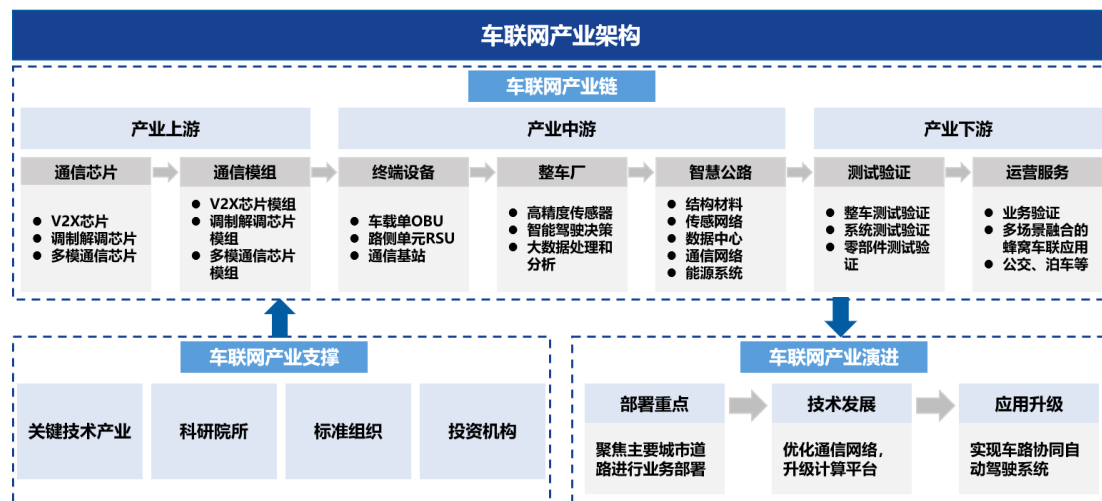 车联网产业架构
车联网产业链
产业上游
产业中游
产业下游
通信芯片
● V2X芯片
● 调制解调芯片
● 多模通信芯片
通信模组
● V2X芯片模组
● 调制解调芯片
模组
● 多模通信芯片
模组
终端设备
● 车载单OBU
● 路侧单元RSU
● 通信基站
整车厂
● 高精度传感器
● 智能驾驶决策
● 大数据处理和
分析
智慧公路
● 结构材料
● 传感网络
● 数据中心
● 通信网络
● 能源系统
测试验证
● 整车测试验证
● 系统测试验证
● 零部件测试验
证
运营服务
● 业务验证
● 多场景融合的
蜂窝车联应用
● 公交、泊车等
车联网产业支撑
关键技术产业
科研院所
标准组织
投资机构
车联网产业演进
部署重点
聚焦主要城市道
路进行业务部署
技术发展
优化通信网络，
升级计算平台
应用升级
实现车路协同自
动驾驶系统